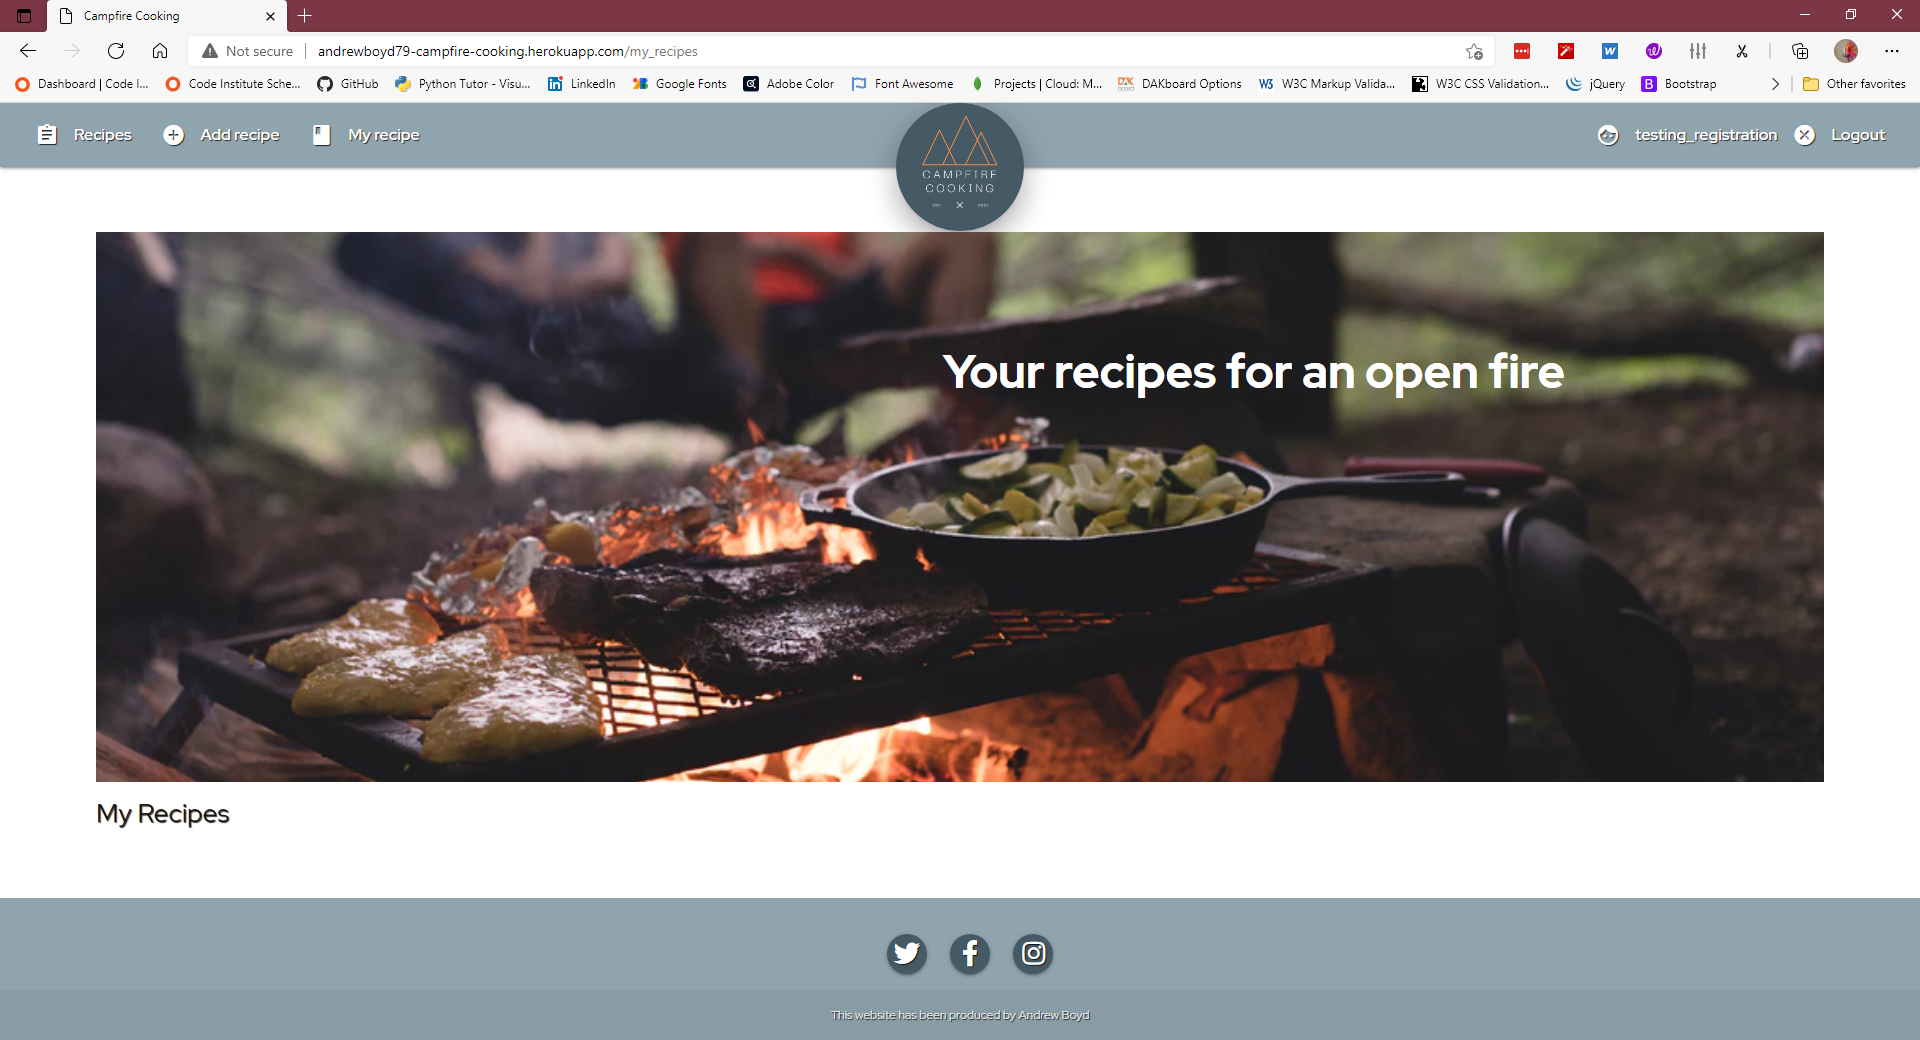 Campfire Cooking
Not secure
andrewboyd79-campfire-cooking.herokuapp.com/my_recipes
Dashboard | Code I...
Code Institute Sche...
GitHub
Python Tutor - Visu...
LinkedIn
Google Fonts
Adobe Color
Font Awesome
Projects | Cloud: M...
DAKboard Options
W3C Markup Valida...
W3C CSS Validation...
jQuery
Bootstrap
Other favorites
Recipes
Add recipe
My recipe
CAMPFIRE
COOKING
testing_registration
Logout
Your recipes for an open fire
My Recipes
This website has been produced by Andrew Boyd